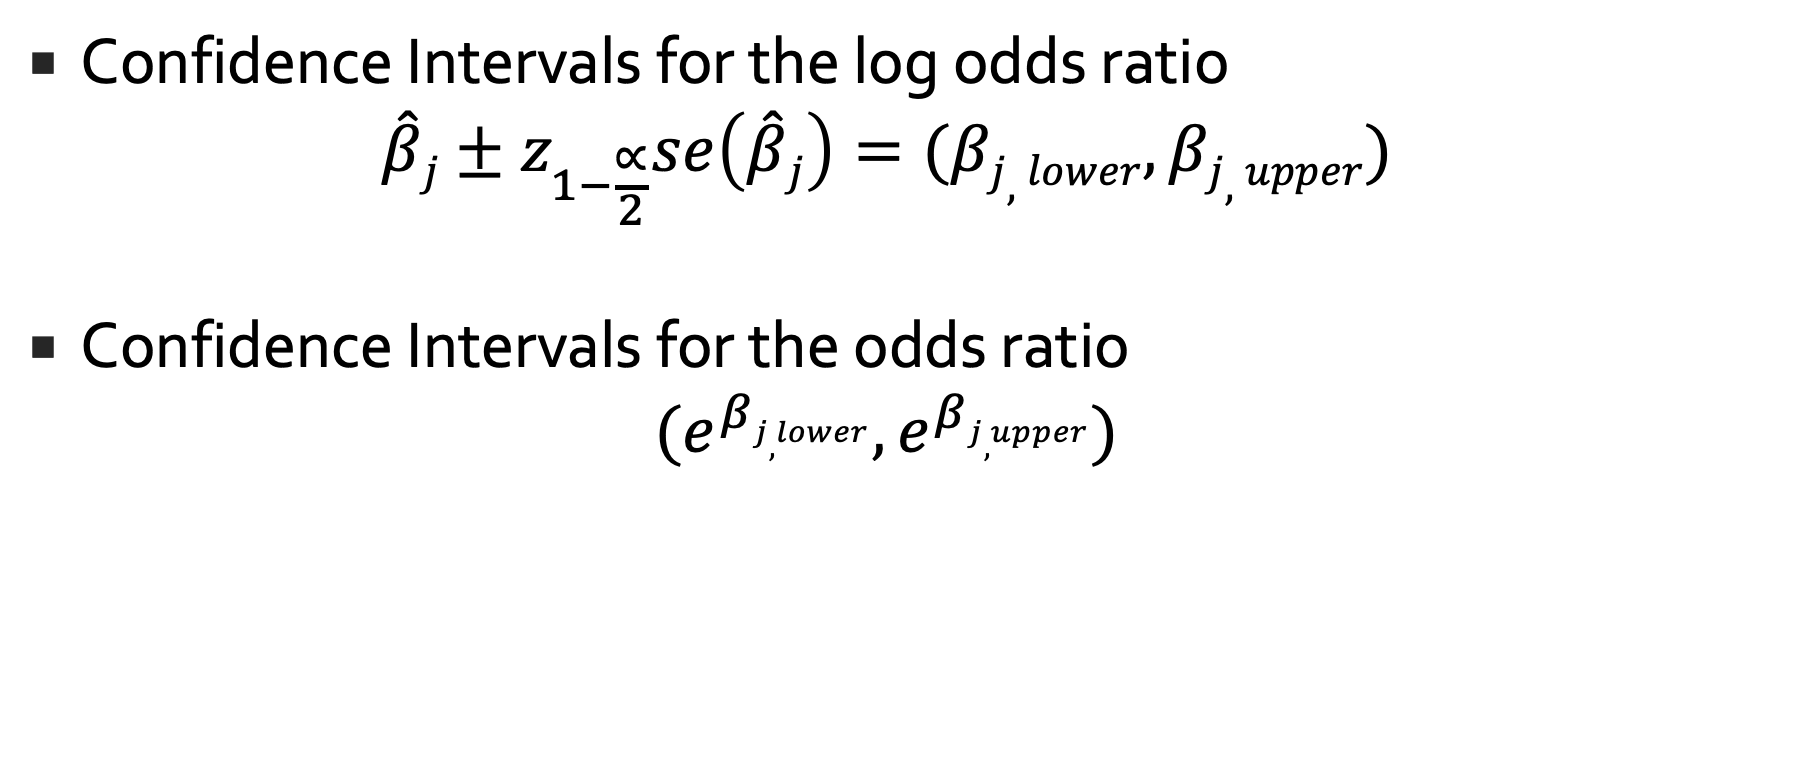 ▪ Confidence Intervals for the log odds ratio
β̂_j ± z_{1−∝/2}se(β̂_j) = (β_{j, lower}, β_{j, upper})
▪ Confidence Intervals for the odds ratio
(e^{β_{j, lower}}, e^{β_{j, upper}})